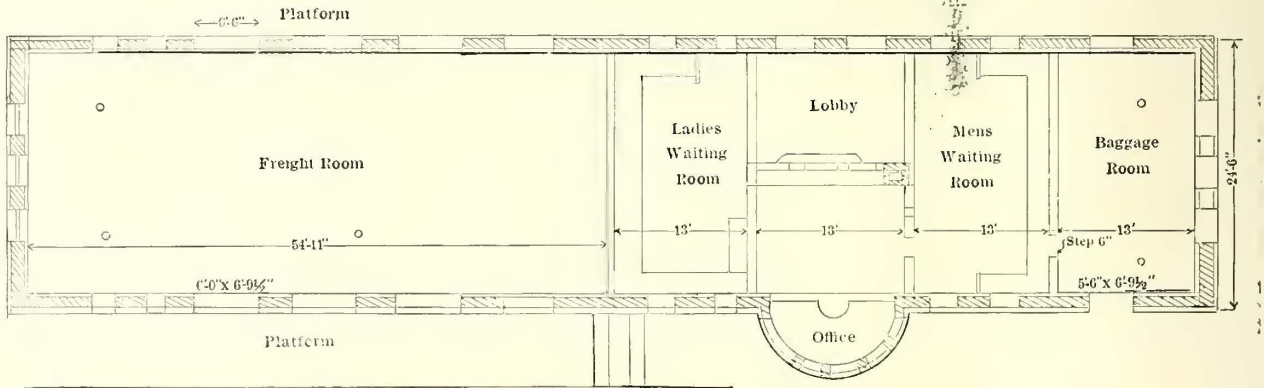 Platform
6'-6"
Freight Room
Ladies
Waiting
Room
Lobby
Mens
Waiting
Room
Baggage
Room
24'-6"
54'-11"
13'
13'
13'
Step 6"
13'
6'-0" x 6'-9½"
5'-6" x 6'-9½"
Platform
Office